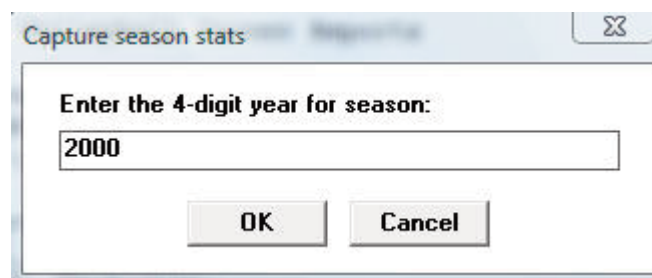 Capture season stats
Enter the 4-digit year for season:
2000
OK
Cancel